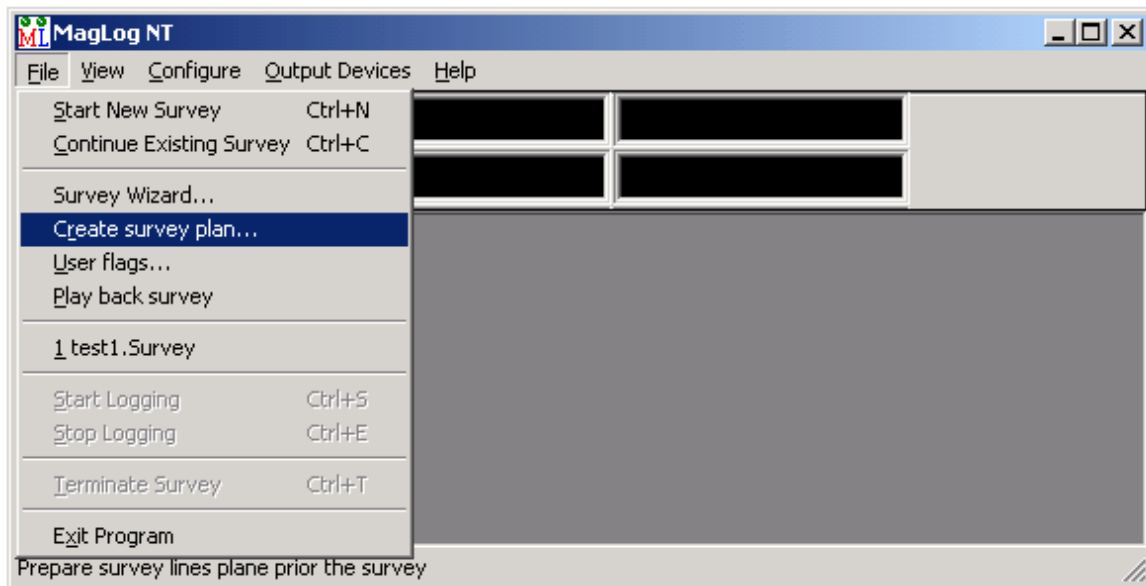 ML MagLog NT
File View Configure Output Devices Help
Start New Survey Ctrl+N
Continue Existing Survey Ctrl+C
Survey Wizard...
Create survey plan...
User flags...
Play back survey
1 test1.Survey
Start Logging Ctrl+S
Stop Logging Ctrl+E
Terminate Survey Ctrl+T
Exit Program
Prepare survey lines plane prior the survey